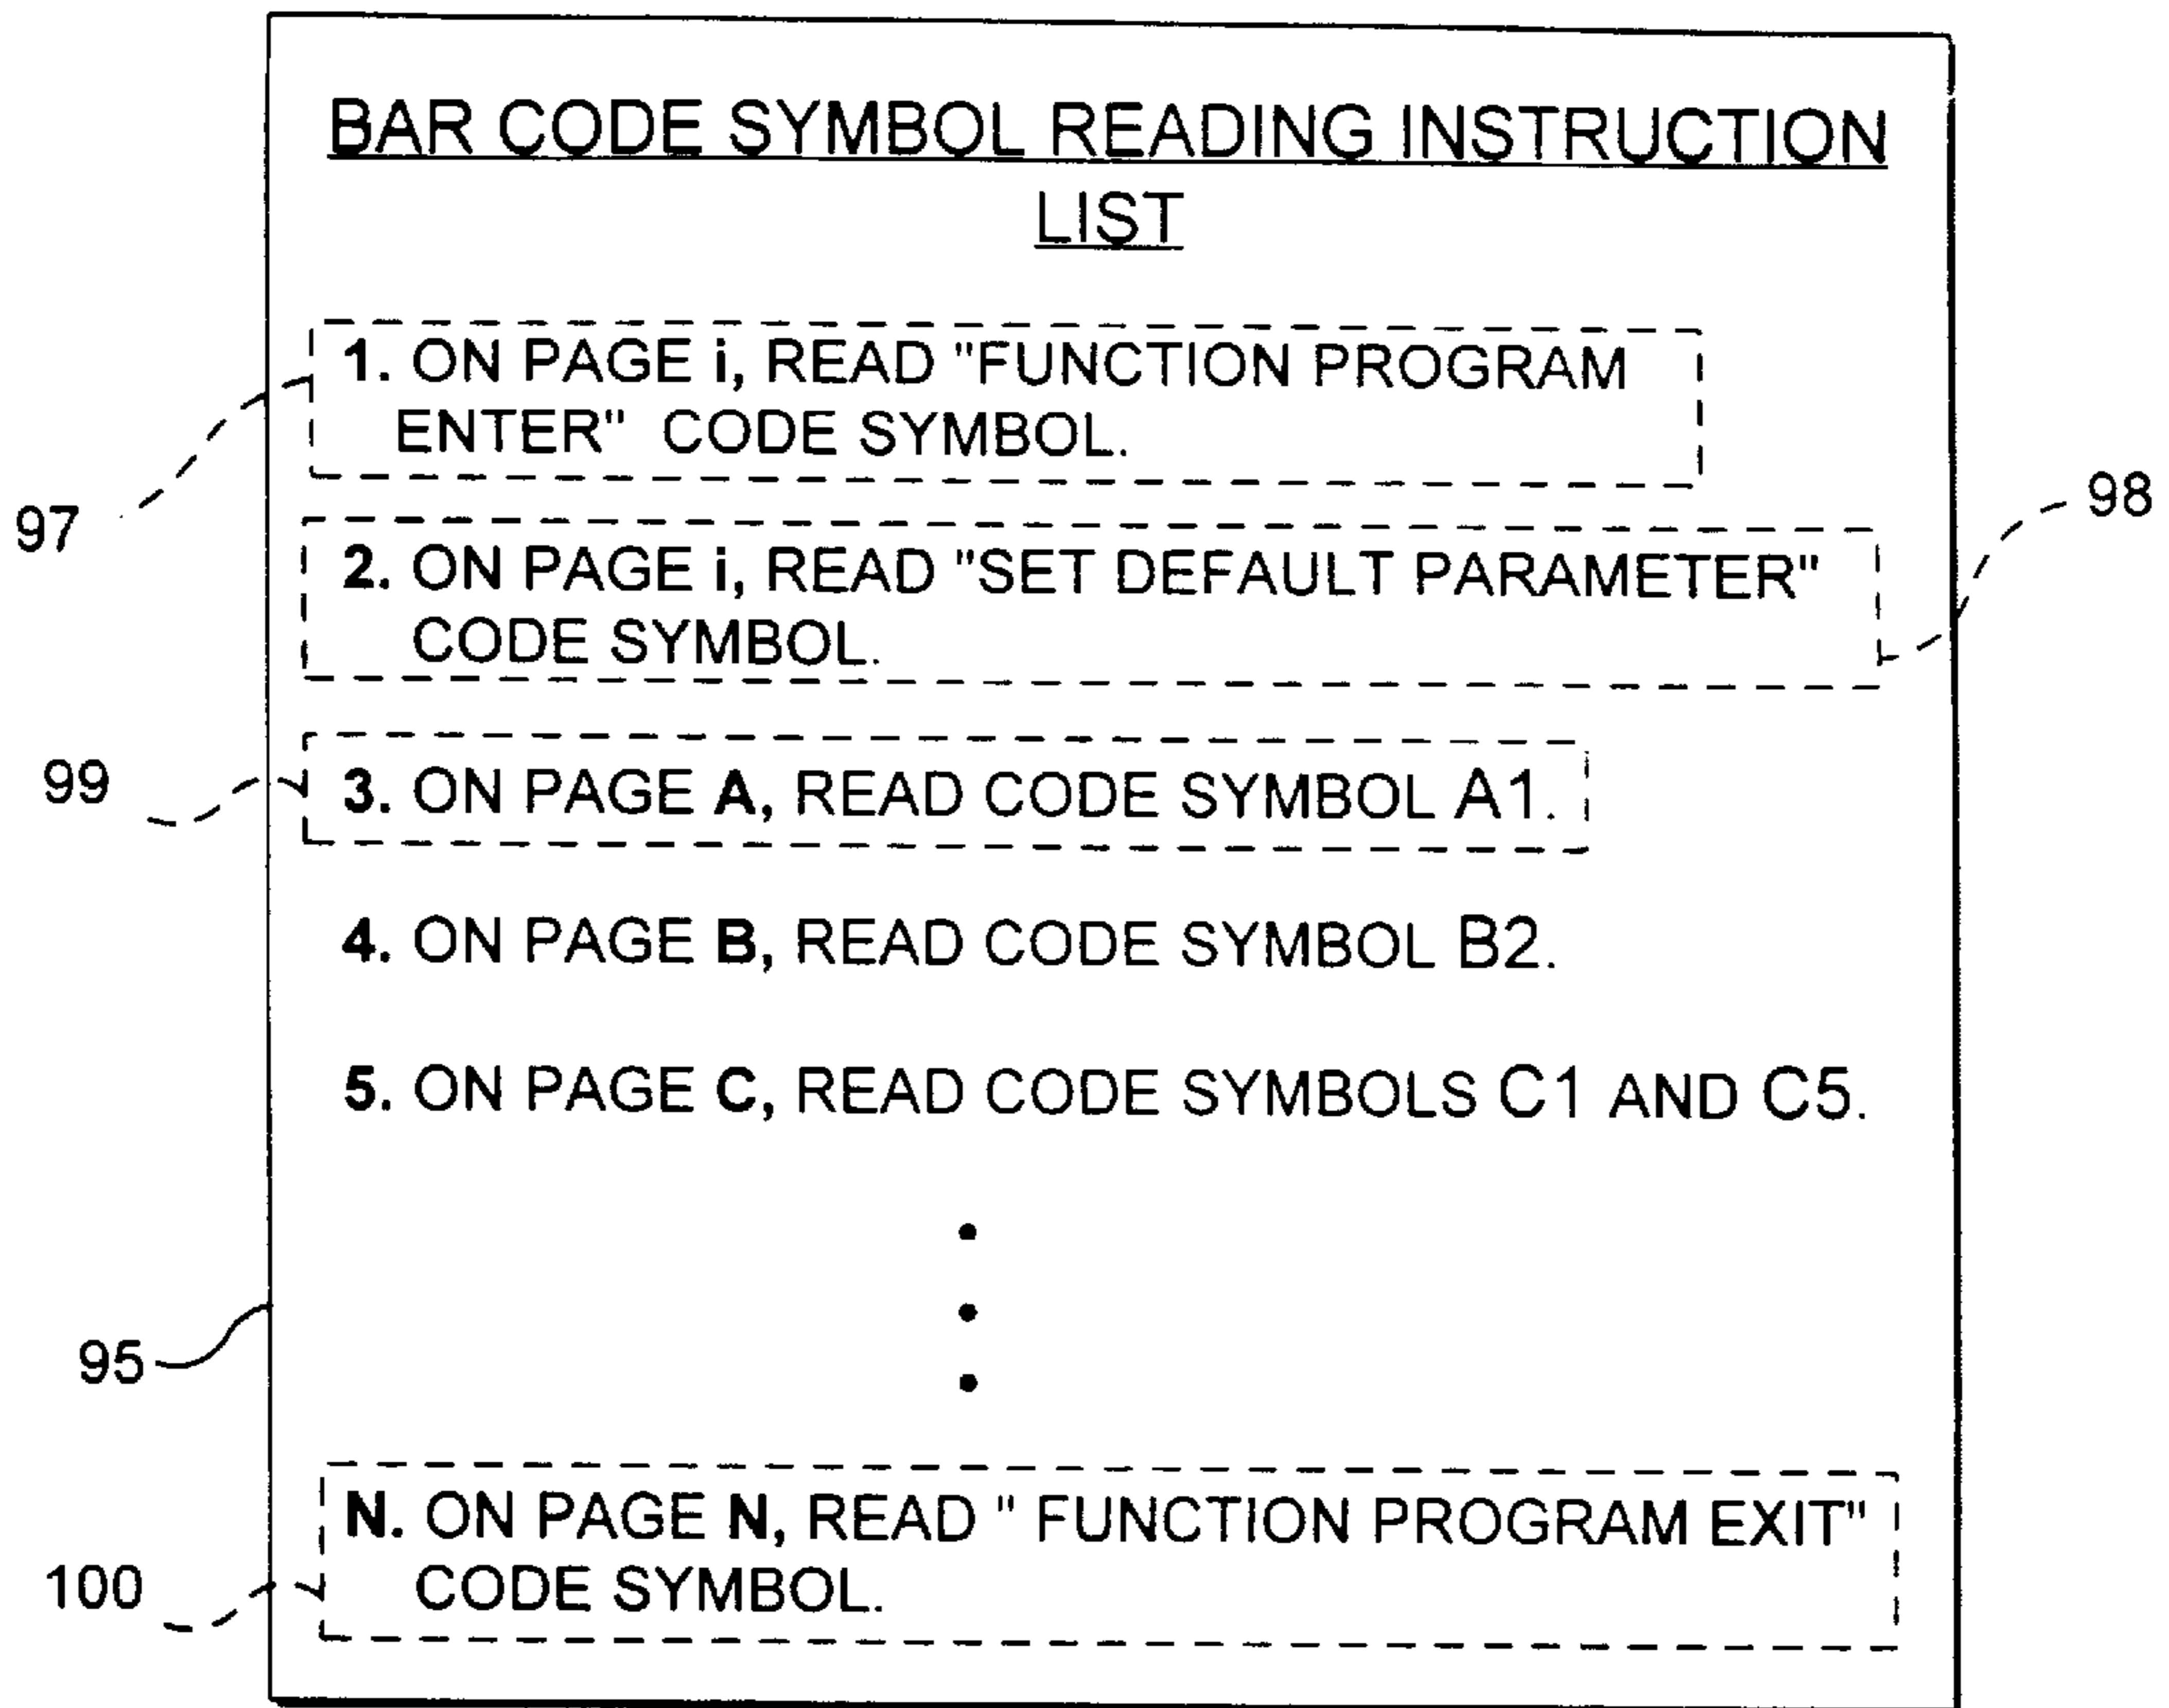 BAR CODE SYMBOL READING INSTRUCTION
LIST
1. ON PAGE i, READ "FUNCTION PROGRAM
ENTER" CODE SYMBOL.
97
98
2. ON PAGE i, READ "SET DEFAULT PARAMETER"
CODE SYMBOL.
99
3. ON PAGE A, READ CODE SYMBOL A1.
4. ON PAGE B, READ CODE SYMBOL B2.
5. ON PAGE C, READ CODE SYMBOLS C1 AND C5.
95
N. ON PAGE N, READ " FUNCTION PROGRAM EXIT"
CODE SYMBOL.
100